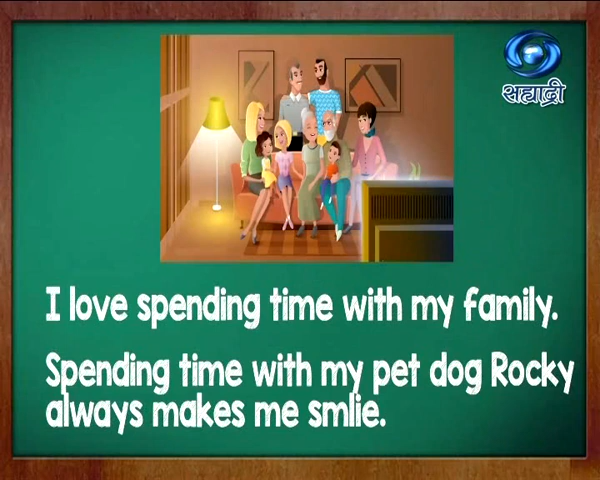 सह्याद्री
I love spending time with my family.
Spending time with my pet dog Rocky
always makes me smlie.